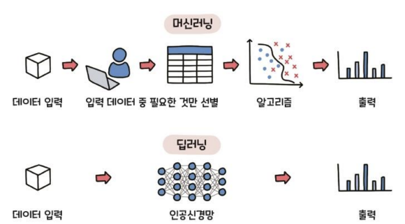 머신러닝
데이터 입력
입력 데이터 중 필요한 것만 선별
알고리즘
출력
딥러닝
데이터 입력
인공신경망
출력